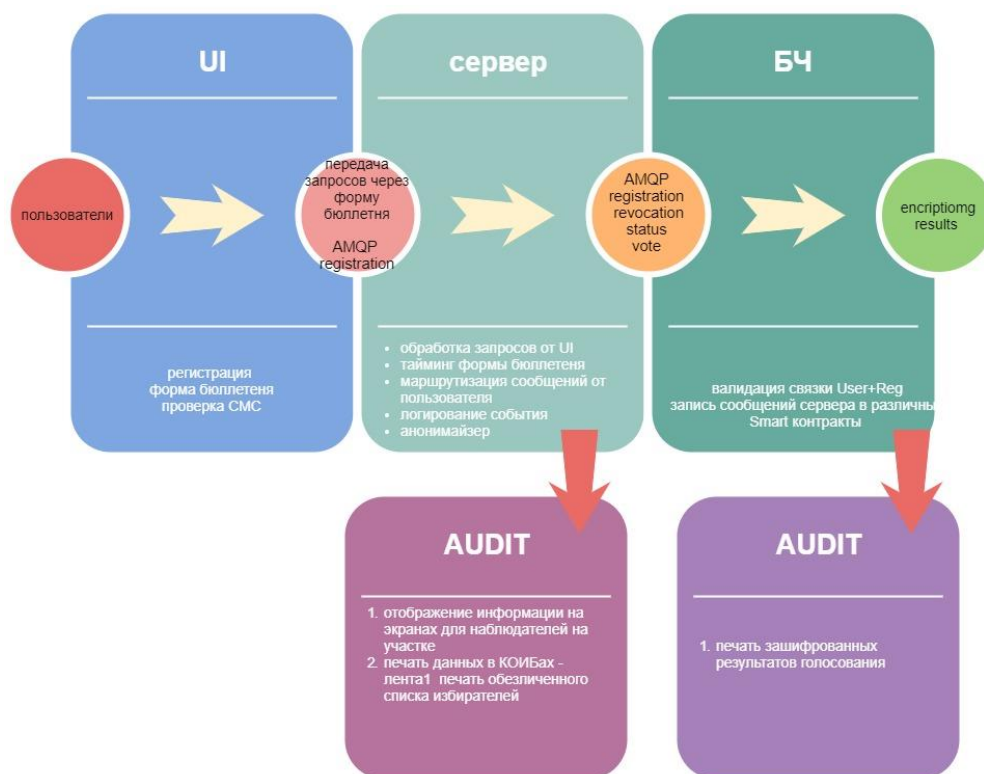 UI
сервер
БЧ
пользователи
передача
запросов через
форму
бюллетня
AMQP
registration
AMQP
registration
revocation
status
vote
encriptiomg
results
регистрация
форма бюллетеня
проверка СМС
• обработка запросов от UI
• тайминг формы бюллетеня
• маршрутизация сообщений от
пользователя
• логирование события
• анонимайзер
валидация связки User+Reg
запись сообщений сервера в различны
Smart контракты
AUDIT
1. отображение информации на
экранах для наблюдателей на
участке
2. печать данных в КОИБах -
лента1 печать обезличенного
списка избирателей
AUDIT
1. печать зашифрованных
результатов голосования